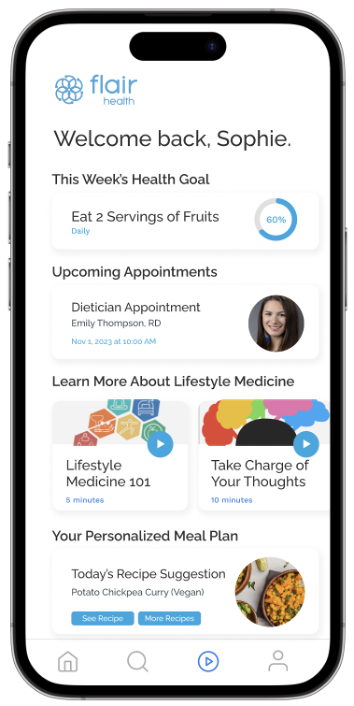 flair
health
Welcome back, Sophie.
This Week's Health Goal
Eat 2 Servings of Fruits
Daily
60%
Upcoming Appointments
Dietician Appointment
Emily Thompson, RD
Nov 1, 2023 at 10:00 AM
Learn More About Lifestyle Medicine
Lifestyle
Medicine 101
5 minutes
Take Charge of
Your Thoughts
10 minutes
Your Personalized Meal Plan
Today's Recipe Suggestion
Potato Chickpea Curry (Vegan)
See Recipe
More Recipes